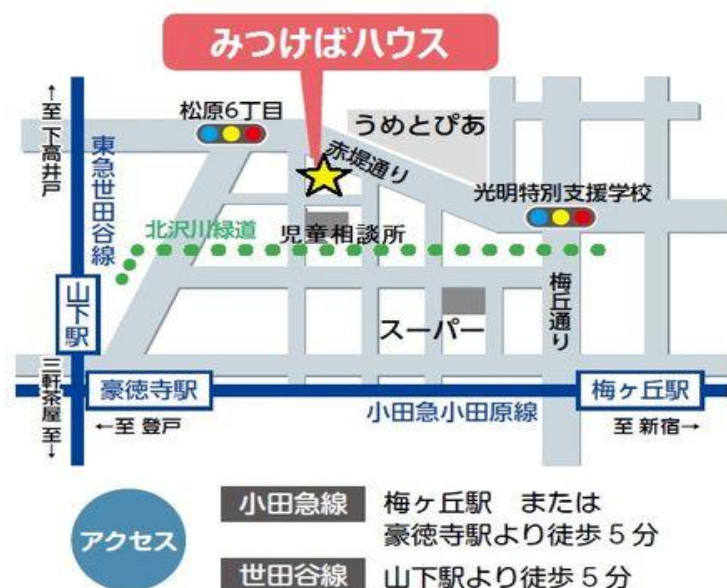 みつけばハウス
松原6丁目
うめとぴあ
←至 下高井戸
東急世田谷線
赤堤通り
光明特別支援学校
北沢川緑道
児童相談所
山下駅
スーパー
梅丘通り
三軒茶屋 至→
豪徳寺駅
梅ヶ丘駅
小田急小田原線
←至 登戸
至 新宿→
アクセス
小田急線 梅ヶ丘駅 または
豪徳寺駅より徒歩5分
世田谷線 山下駅より徒歩5分